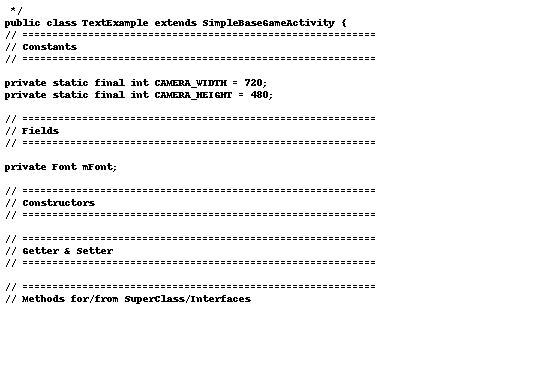 */
public class TextExample extends SimpleBaseGameActivity {
// ===========================================================
// Constants
// ===========================================================
private static final int CAMERA_WIDTH = 720;
private static final int CAMERA_HEIGHT = 480;
// ===========================================================
// Fields
// ===========================================================
private Font mFont;
// ===========================================================
// Constructors
// ===========================================================
// ===========================================================
// Getter & Setter
// ===========================================================
// ===========================================================
// Methods for/from SuperClass/Interfaces